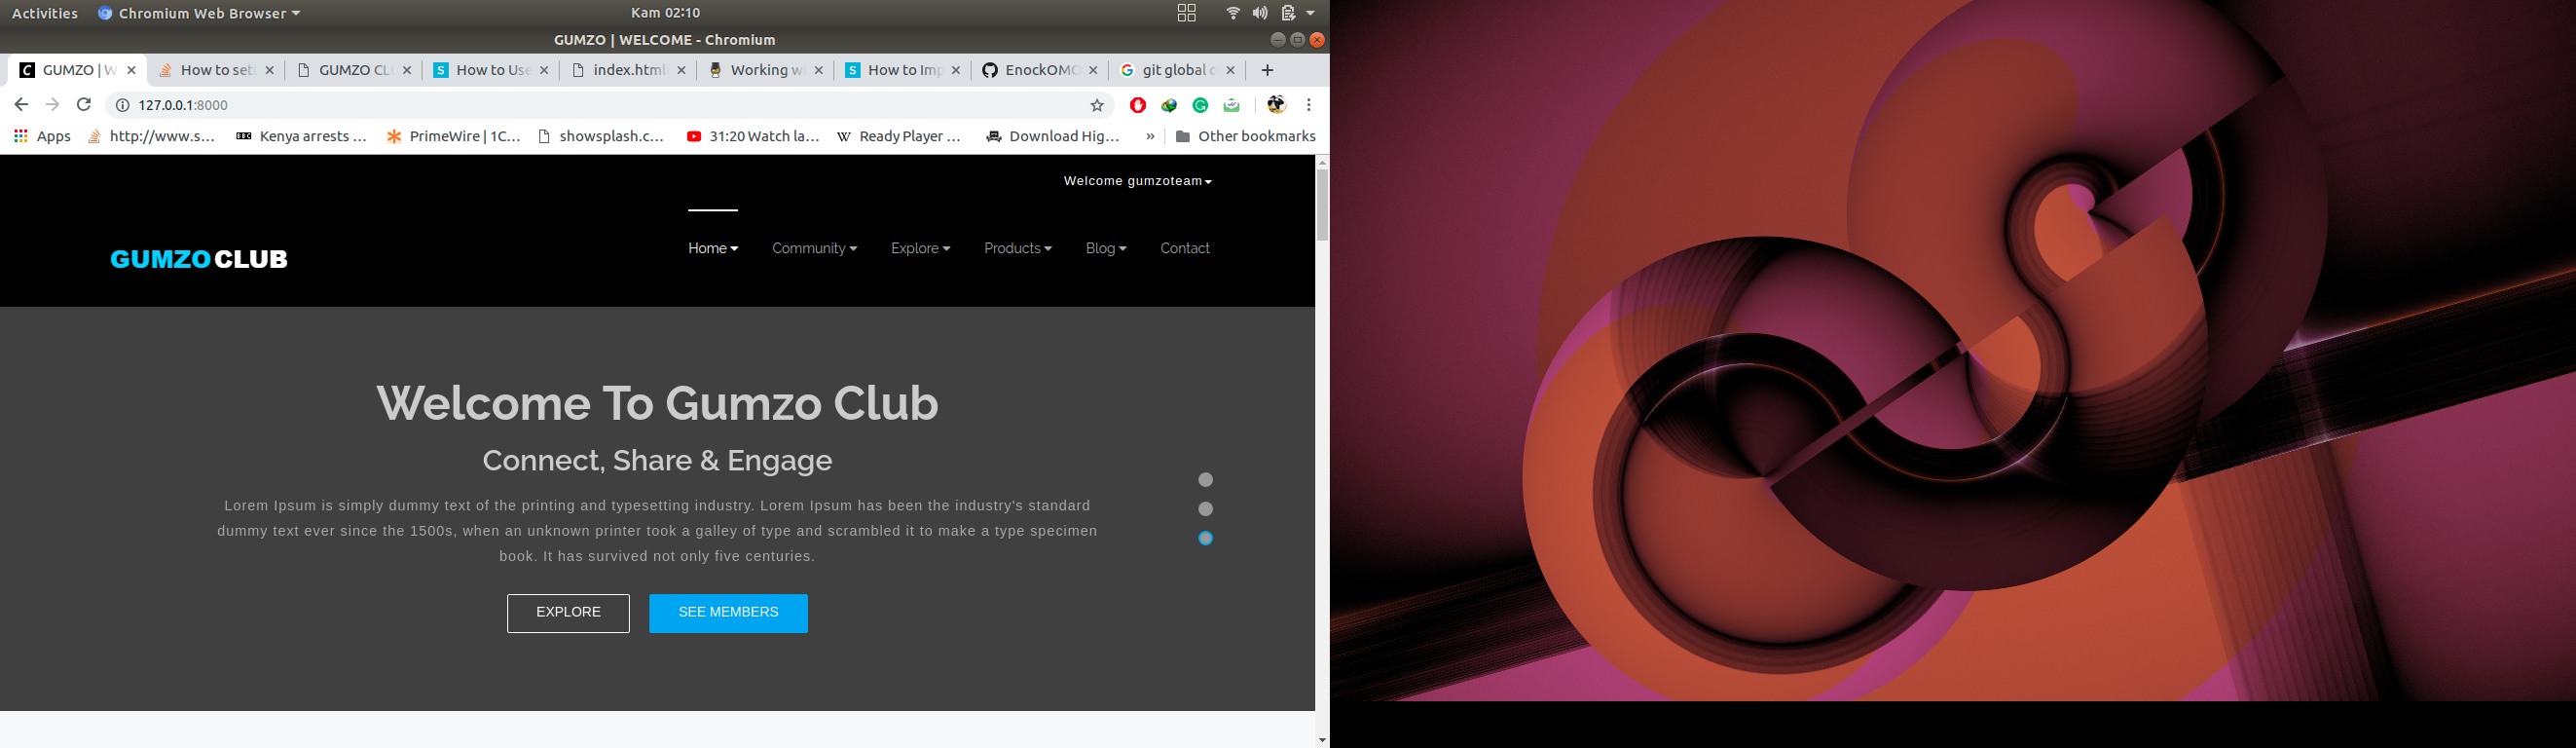 Activities Chromium Web Browser Kam 02:10
GUMZO | WELCOME - Chromium
GUMZO | W How to set GUMZO CL How to Use index.html Working w How to Imp EnockOMO git global c
127.0.0.1:8000
Apps http://www.s... Kenya arrests ... PrimeWire | 1C... showsplash.c... 31:20 Watch la... Ready Player ... Download Hig... » Other bookmarks
Welcome gumzoteam
GUMZO CLUB Home Community Explore Products Blog Contact
Welcome To Gumzo Club
Connect, Share & Engage
Lorem Ipsum is simply dummy text of the printing and typesetting industry. Lorem Ipsum has been the industry's standard
dummy text ever since the 1500s, when an unknown printer took a galley of type and scrambled it to make a type specimen
book. It has survived not only five centuries.
EXPLORE SEE MEMBERS